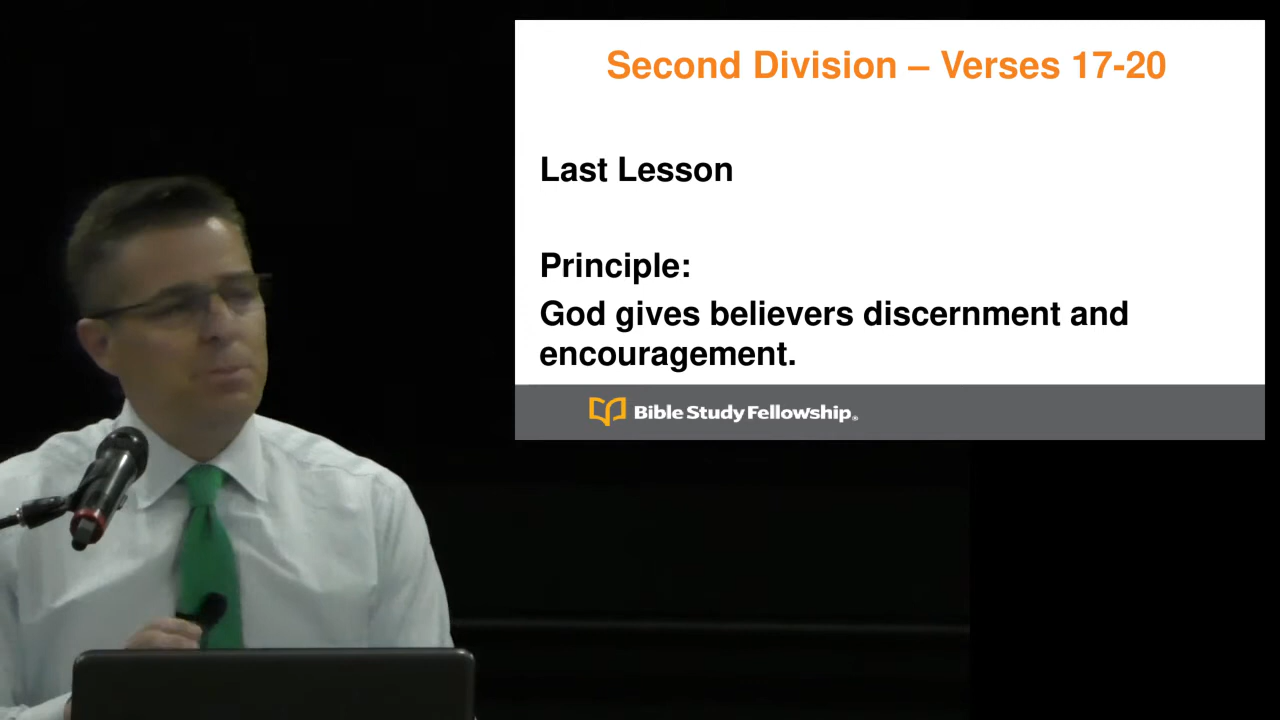 Second Division – Verses 17-20
Last Lesson
Principle:
God gives believers discernment and
encouragement.
Bible Study Fellowship®